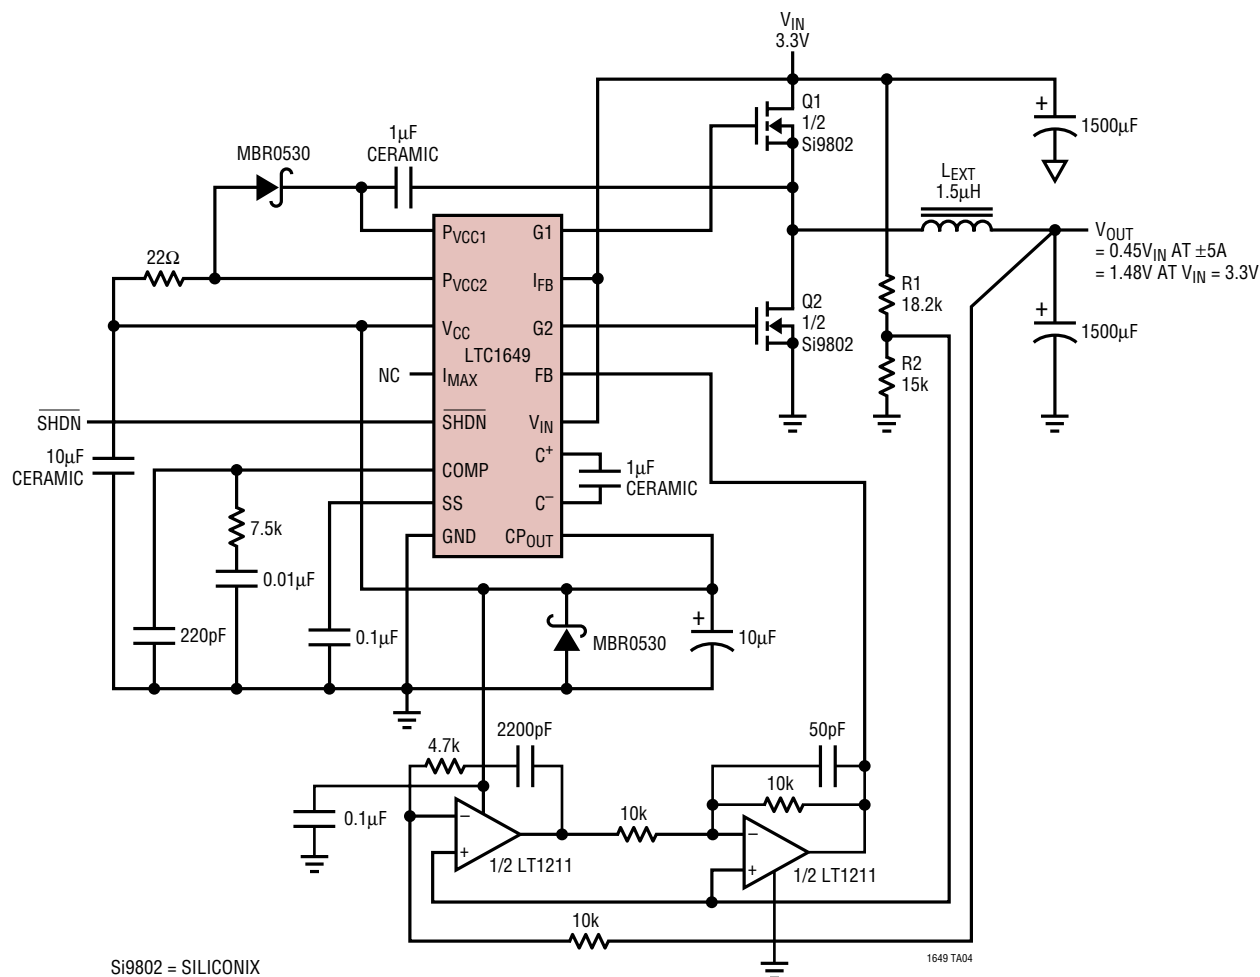 VIN
3.3V
Q1
1/2
Si9802
1500µF
1µF
CERAMIC
MBR0530
LEXT
1.5µH
VOUT
= 0.45VIN AT ±5A
= 1.48V AT VIN = 3.3V
PVCC1
G1
22Ω
PVCC2
IFB
R1
18.2k
Q2
1/2
Si9802
VCC
G2
1500µF
LTC1649
R2
15k
NC
IMAX
FB
SHDN
SHDN
VIN
10µF
CERAMIC
C+
COMP
1µF
CERAMIC
SS
C–
7.5k
GND
CPOUT
0.01µF
220pF
0.1µF
MBR0530
+
10µF
4.7k
2200pF
50pF
10k
0.1µF
–
+
1/2 LT1211
10k
–
+
1/2 LT1211
10k
Si9802 = SILICONIX
1649 TA04